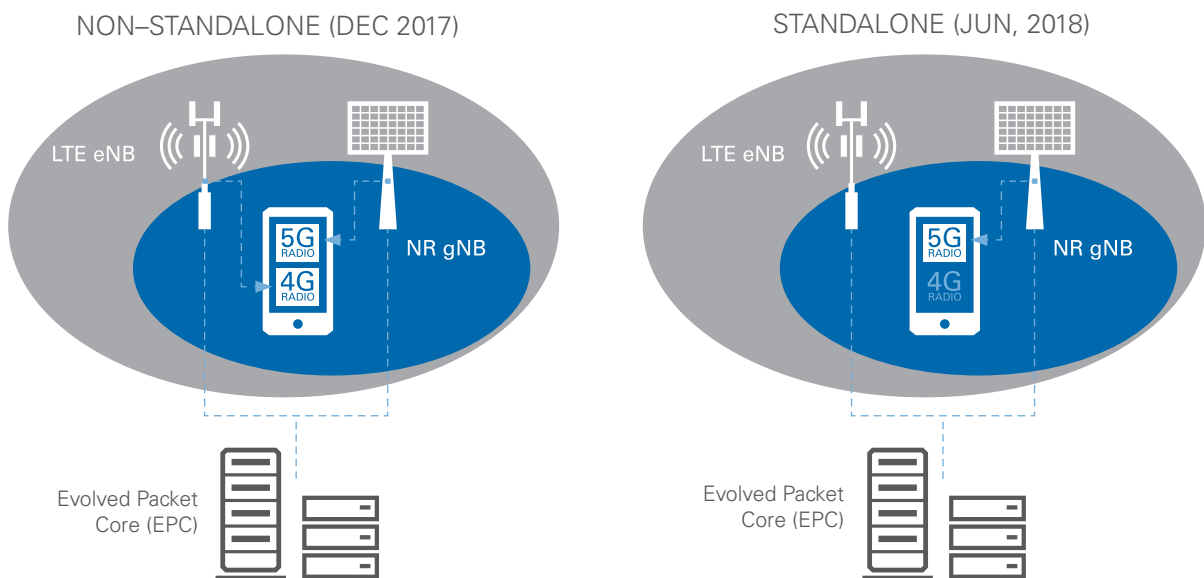 NON–STANDALONE (DEC 2017)
LTE eNB
5G
RADIO
4G
RADIO
NR gNB
Evolved Packet
Core (EPC)
STANDALONE (JUN, 2018)
LTE eNB
5G
RADIO
4G
RADIO
NR gNB
Evolved Packet
Core (EPC)